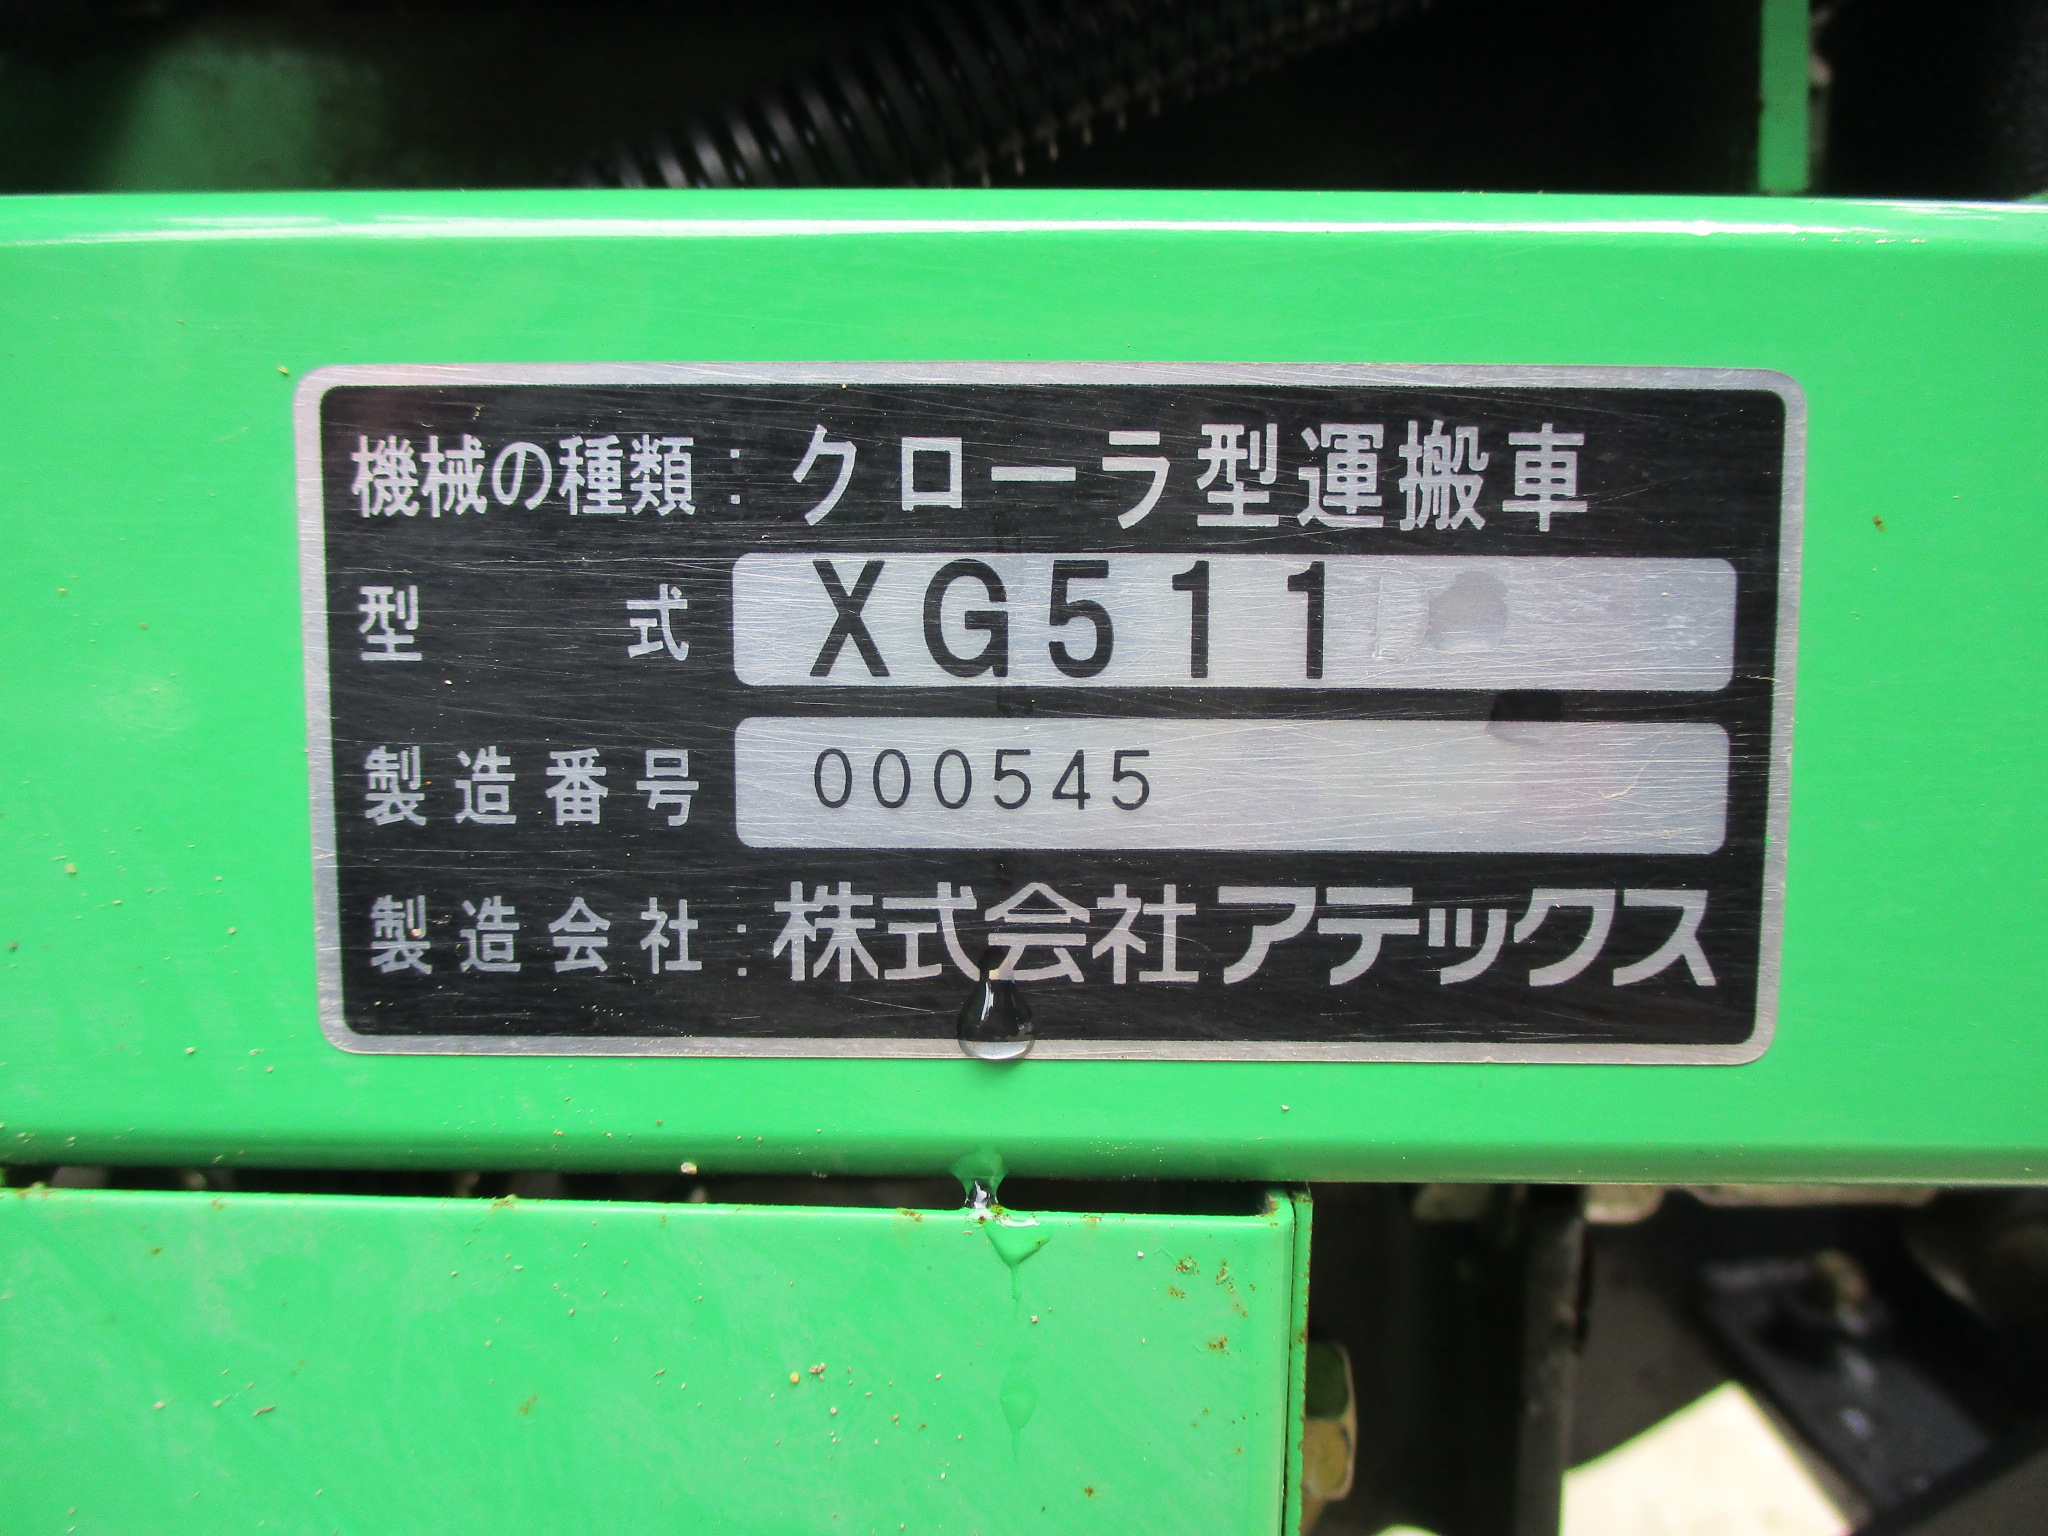 機械の種類：クローラ型運搬車
型式 XG511
製造番号 000545
製造会社：株式会社アテックス